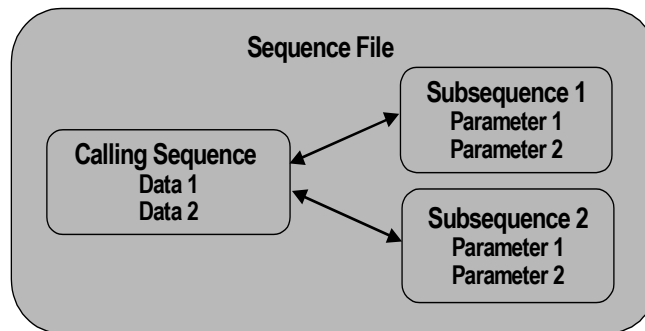 Sequence File
Calling Sequence
Data 1
Data 2
Subsequence 1
Parameter 1
Parameter 2
Subsequence 2
Parameter 1
Parameter 2